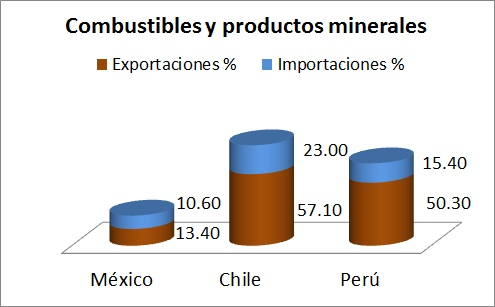 Combustibles y productos minerales
Exportaciones % Importaciones %
23.00
15.40
10.60
57.10
50.30
13.40
México Chile Perú